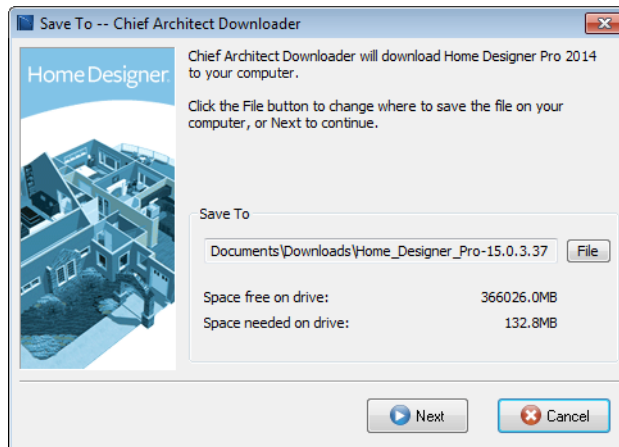 Save To -- Chief Architect Downloader
Home Designer
Chief Architect Downloader will download Home Designer Pro 2014
to your computer.
Click the File button to change where to save the file on your
computer, or Next to continue.
Save To
Documents\Downloads\Home_Designer_Pro-15.0.3.37
File
Space free on drive: 366026.0MB
Space needed on drive: 132.8MB
Next
Cancel